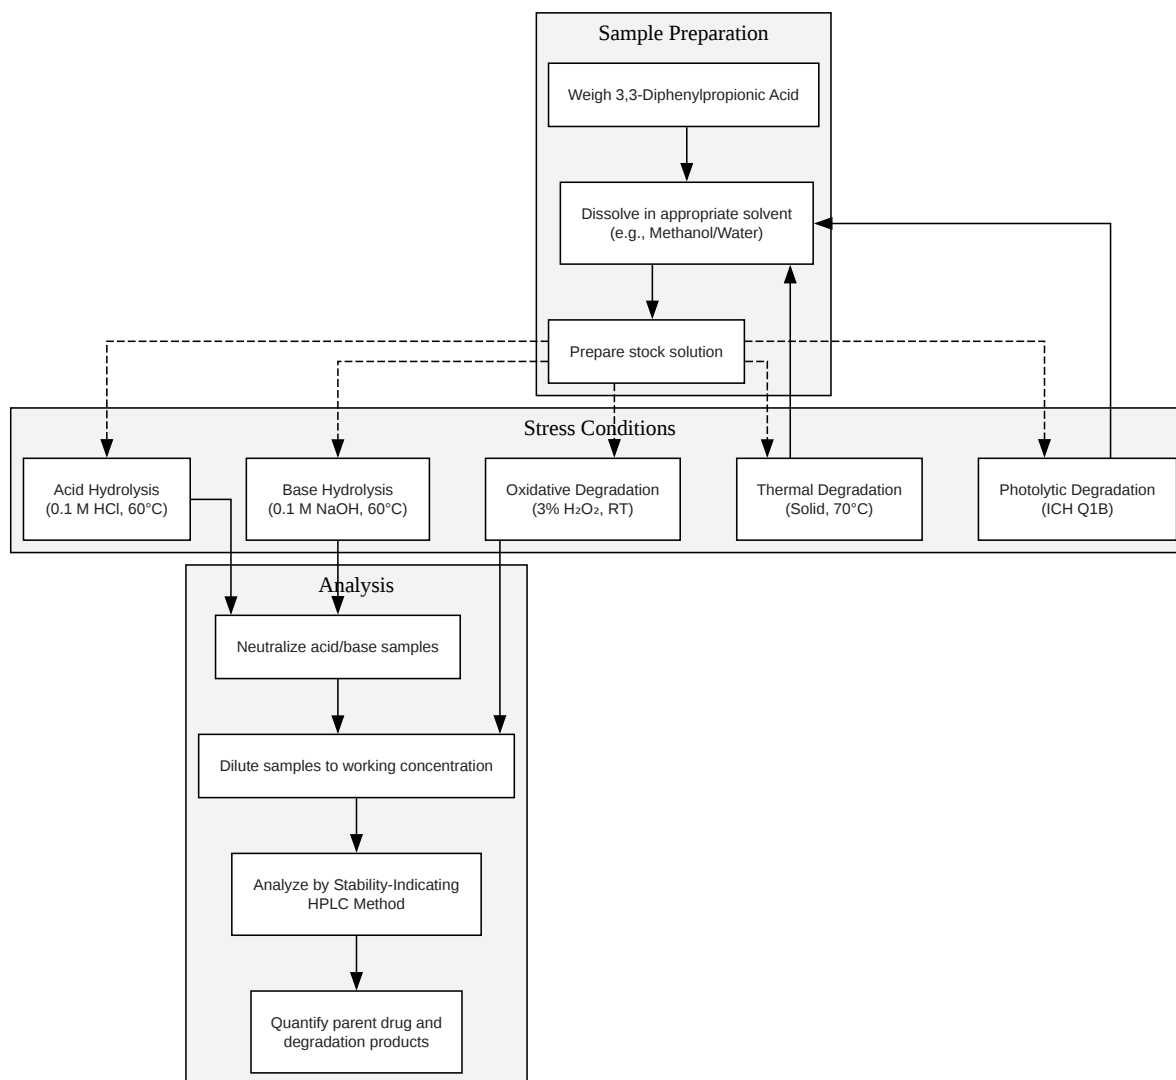 Sample Preparation
Weigh 3,3-Diphenylpropionic Acid
Dissolve in appropriate solvent
(e.g., Methanol/Water)
Prepare stock solution
Stress Conditions
Acid Hydrolysis
(0.1 M HCl, 60°C)
Base Hydrolysis
(0.1 M NaOH, 60°C)
Oxidative Degradation
(3% H₂O₂, RT)
Thermal Degradation
(Solid, 70°C)
Photolytic Degradation
(ICH Q1B)
Analysis
Neutralize acid/base samples
Dilute samples to working concentration
Analyze by Stability-Indicating
HPLC Method
Quantify parent drug and
degradation products